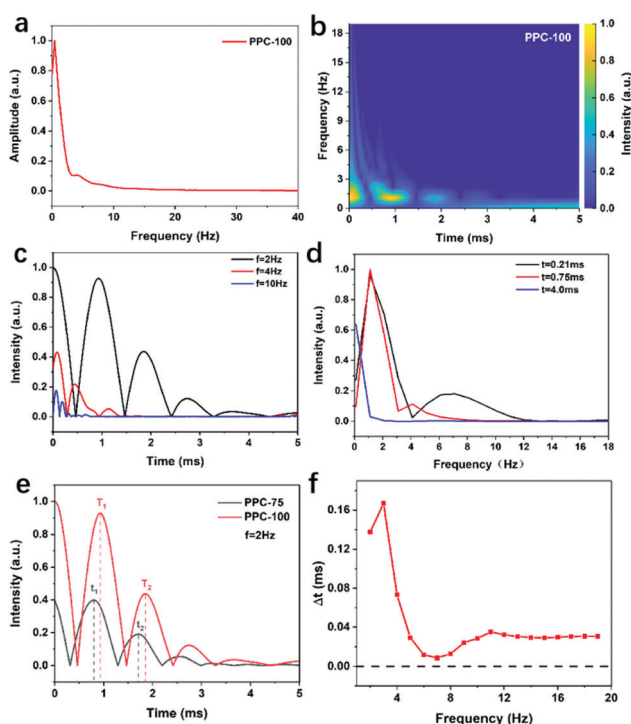 a
PPC-100
1.0
0.8
0.6
0.4
0.2
0.0
Amplitude (a.u.)
0 10 20 30 40
Frequency (Hz)
b
PPC-100
18
15
12
9
6
3
0
Frequency (Hz)
0 1 2 3 4 5
Time (ms)
1.0
0.8
0.6
0.4
0.2
0.0
Intensity (a.u.)
c
f=2Hz
f=4Hz
f=10Hz
1.0
0.8
0.6
0.4
0.2
0.0
Intensity (a.u.)
0 1 2 3 4 5
Time (ms)
d
t=0.21ms
t=0.75ms
t=4.0ms
1.0
0.8
0.6
0.4
0.2
0.0
Intensity (a.u.)
0 2 4 6 8 10 12 14 16 18
Frequency（Hz）
e
PPC-75
PPC-100
f=2Hz
T1
T2
t1
t2
1.0
0.8
0.6
0.4
0.2
0.0
Intensity (a.u.)
0 1 2 3 4 5
Time (ms)
f
0.16
0.12
0.08
0.04
0.00
Δt (ms)
4 8 12 16 20
Frequency (Hz)